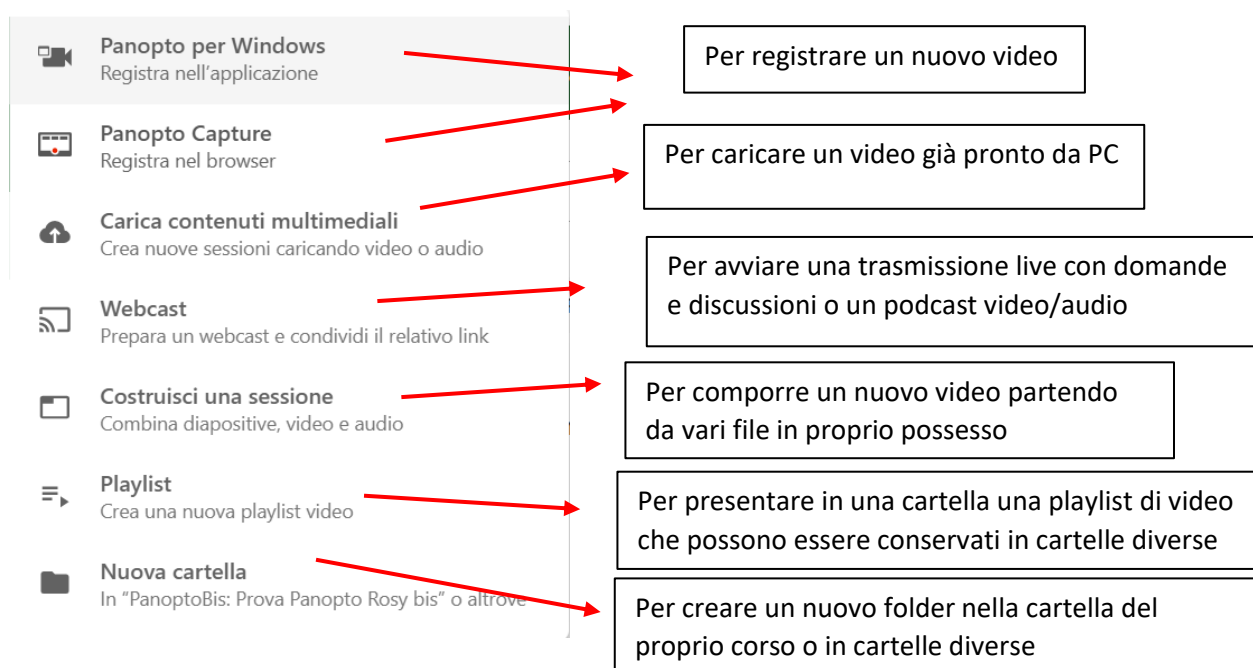 Panopto per Windows
Registra nell'applicazione
Per registrare un nuovo video
Panopto Capture
Registra nel browser
Per caricare un video già pronto da PC
Carica contenuti multimediali
Crea nuove sessioni caricando video o audio
Per avviare una trasmissione live con domande
e discussioni o un podcast video/audio
Webcast
Prepara un webcast e condividi il relativo link
Costruisci una sessione
Combina diapositive, video e audio
Per comporre un nuovo video partendo
da vari file in proprio possesso
Playlist
Crea una nuova playlist video
Per presentare in una cartella una playlist di video
che possono essere conservati in cartelle diverse
Nuova cartella
In "PanoptoBis: Prova Panopto Rosy bis" o altrove
Per creare un nuovo folder nella cartella del
proprio corso o in cartelle diverse